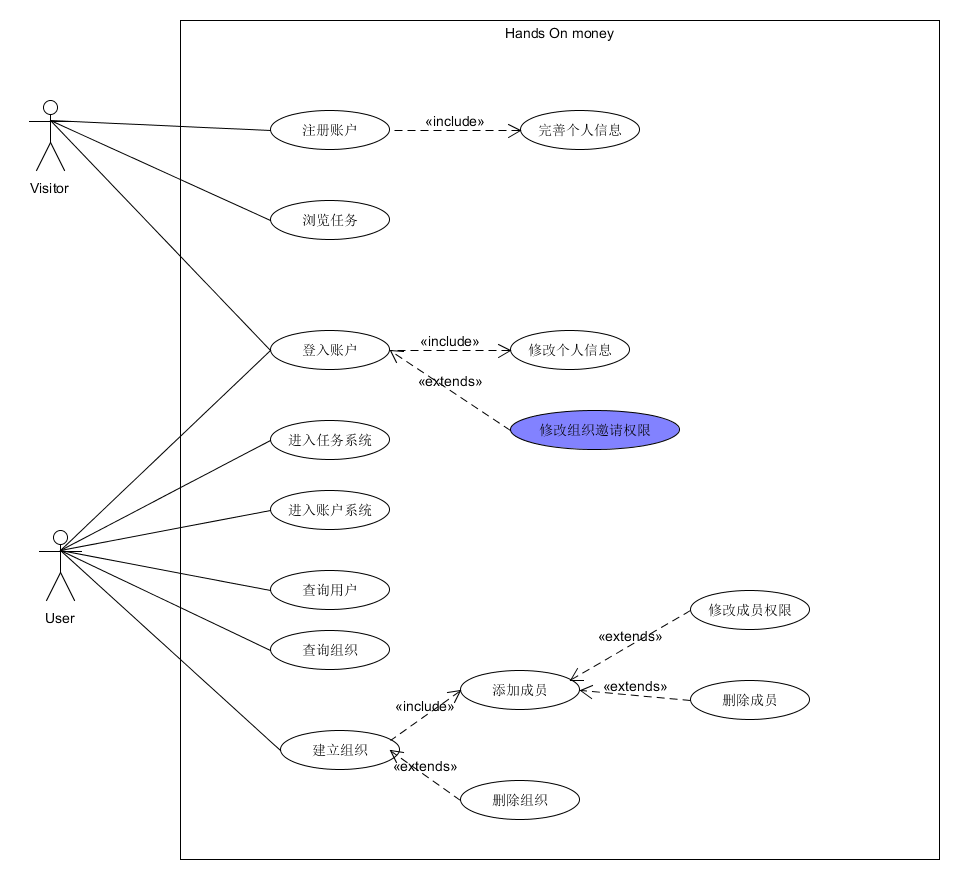 Hands On money
Visitor
注册账户
«include»
完善个人信息
浏览任务
登入账户
«include»
修改个人信息
«extends»
修改组织邀请权限
进入任务系统
进入账户系统
User
查询用户
查询组织
修改成员权限
«extends»
添加成员
«extends»
删除成员
«include»
建立组织
«extends»
删除组织